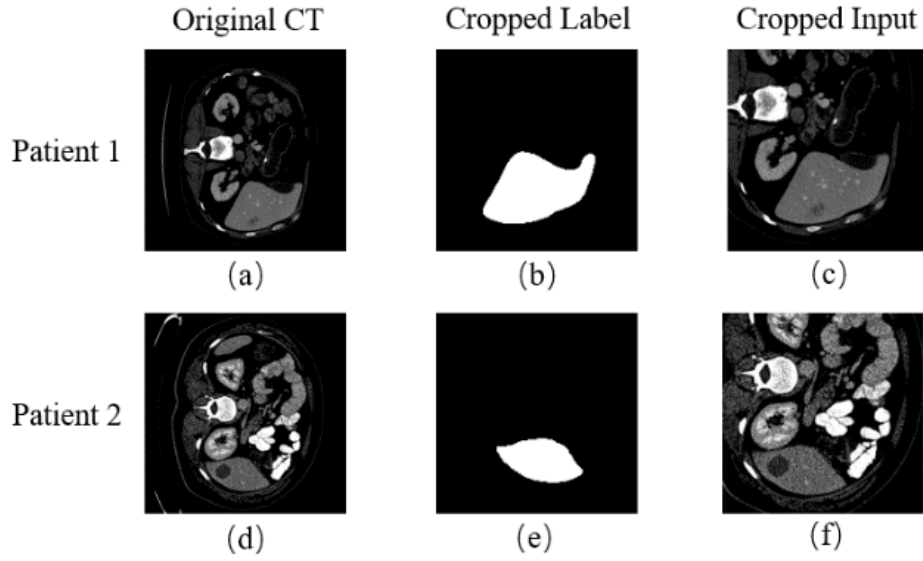 Original CT Cropped Label Cropped Input
Patient 1
(a) (b) (c)
Patient 2
(d) (e) (f)